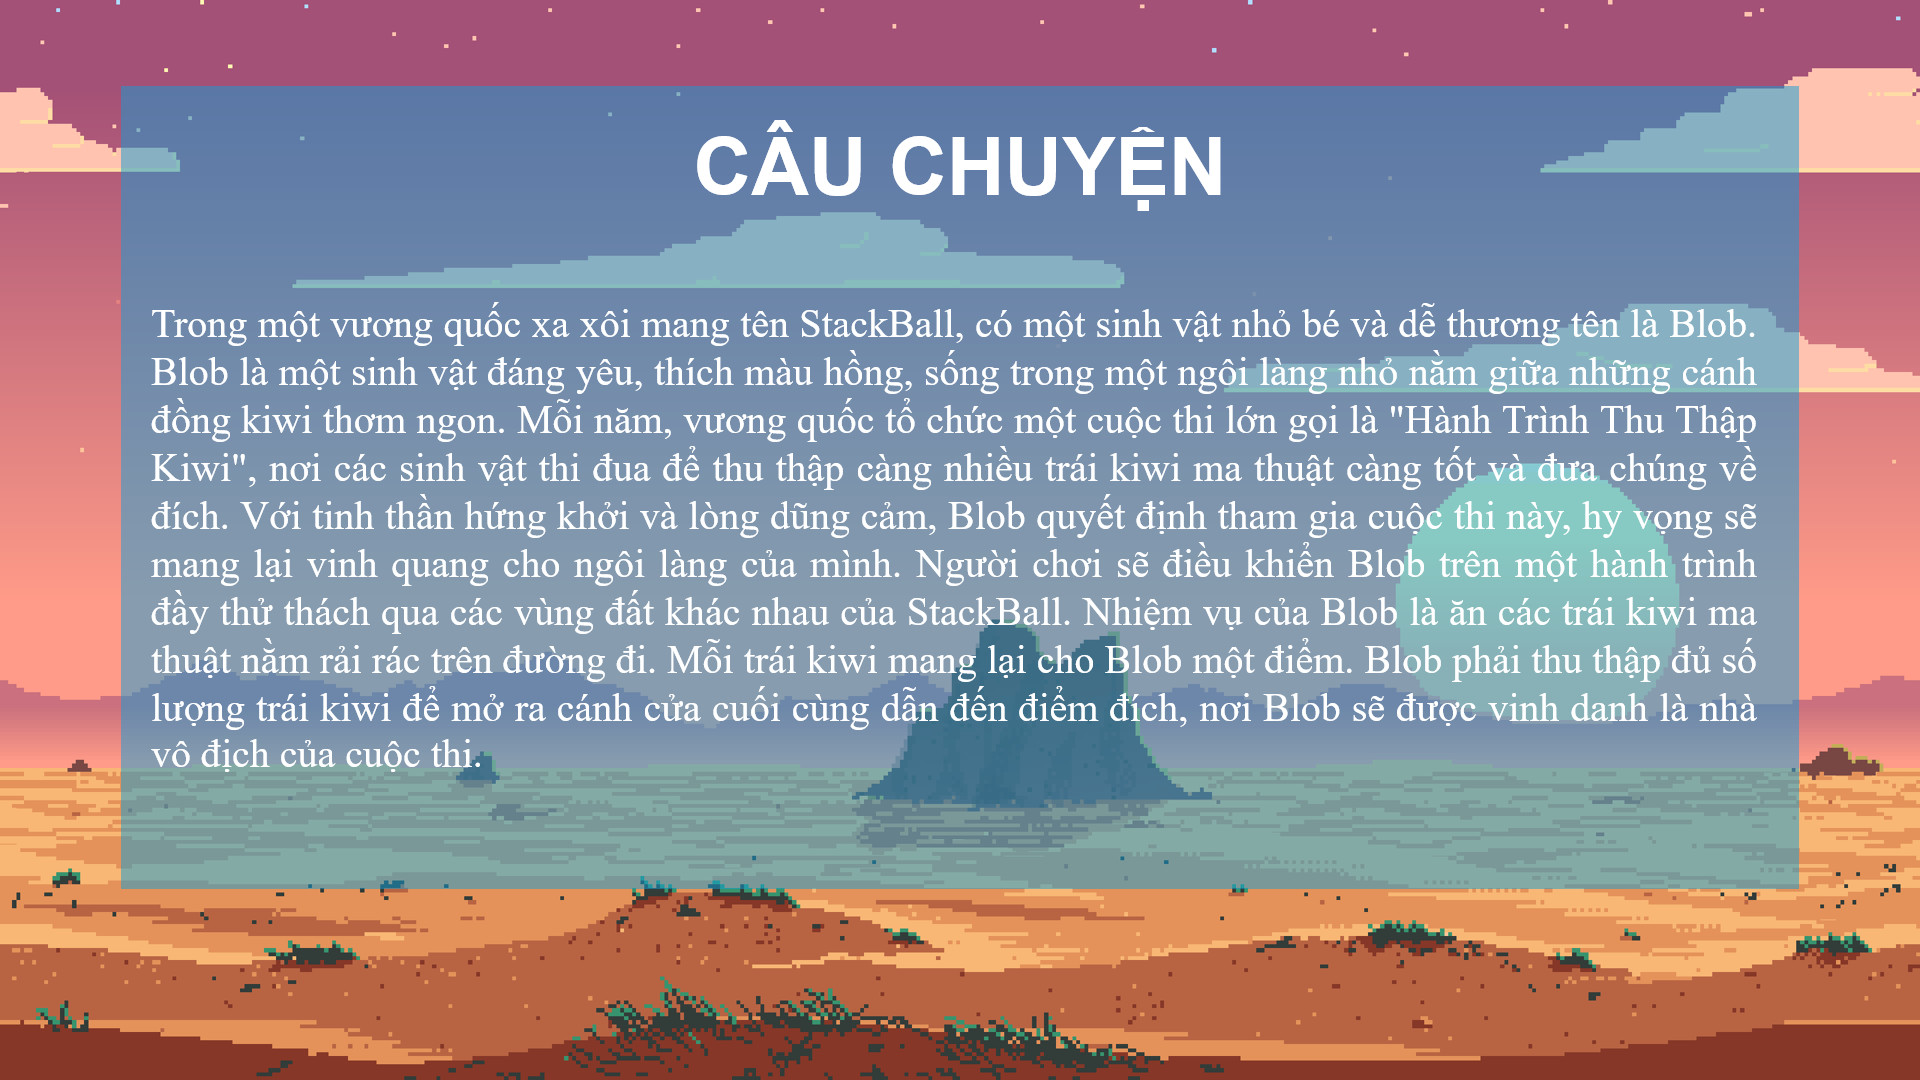 CÂU CHUYỆN
Trong một vương quốc xa xôi mang tên StackBall, có một sinh vật nhỏ bé và dễ thương tên là Blob.
Blob là một sinh vật đáng yêu, thích màu hồng, sống trong một ngôi làng nhỏ nằm giữa những cánh
đồng kiwi thơm ngon. Mỗi năm, vương quốc tổ chức một cuộc thi lớn gọi là "Hành Trình Thu Thập
Kiwi", nơi các sinh vật thi đua để thu thập càng nhiều trái kiwi ma thuật càng tốt và đưa chúng về
đích. Với tinh thần hứng khởi và lòng dũng cảm, Blob quyết định tham gia cuộc thi này, hy vọng sẽ
mang lại vinh quang cho ngôi làng của mình. Người chơi sẽ điều khiển Blob trên một hành trình
đầy thử thách qua các vùng đất khác nhau của StackBall. Nhiệm vụ của Blob là ăn các trái kiwi ma
thuật nằm rải rác trên đường đi. Mỗi trái kiwi mang lại cho Blob một điểm. Blob phải thu thập đủ số
lượng trái kiwi để mở ra cánh cửa cuối cùng dẫn đến điểm đích, nơi Blob sẽ được vinh danh là nhà
vô địch của cuộc thi.